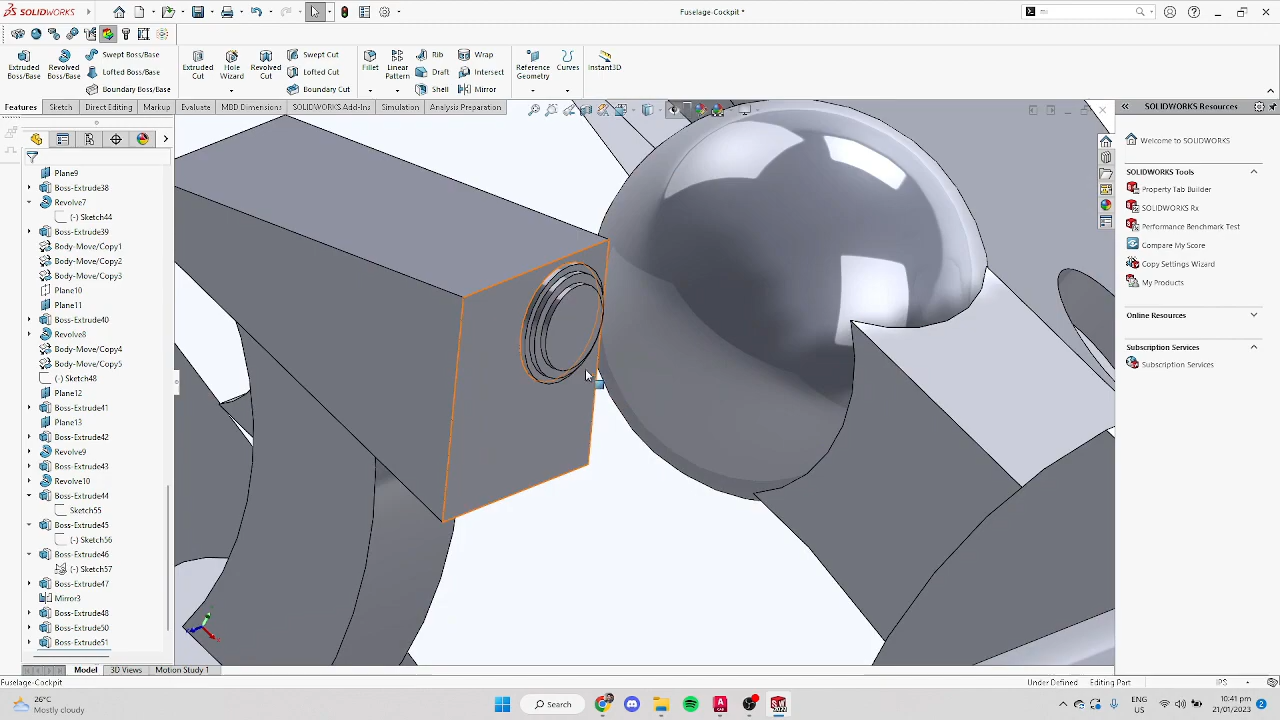 SOLIDWORKS
Fuselage-Cockpit *
Extruded Boss/Base
Revolved Boss/Base
Swept Boss/Base
Lofted Boss/Base
Boundary Boss/Base
Extruded Cut
Hole Wizard
Revolved Cut
Swept Cut
Lofted Cut
Boundary Cut
Fillet
Linear Pattern
Rib
Draft
Shell
Wrap
Intersect
Mirror
Reference Geometry
Curves
Instant3D
Features
Sketch
Direct Editing
Markup
Evaluate
MBD Dimensions
SOLIDWORKS Add-Ins
Simulation
Analysis Preparation
Plane9
Boss-Extrude38
Revolve7
(-) Sketch44
Boss-Extrude39
Body-Move/Copy1
Body-Move/Copy2
Body-Move/Copy3
Plane10
Plane11
Boss-Extrude40
Revolve8
Body-Move/Copy4
Body-Move/Copy5
(-) Sketch48
Plane12
Boss-Extrude41
Plane13
Boss-Extrude42
Revolve9
Boss-Extrude43
Revolve10
Boss-Extrude44
Sketch55
Boss-Extrude45
(-) Sketch56
Boss-Extrude46
(-) Sketch57
Boss-Extrude47
Mirror3
Boss-Extrude48
Boss-Extrude50
Boss-Extrude51
SOLIDWORKS Resources
Welcome to SOLIDWORKS
SOLIDWORKS Tools
Property Tab Builder
SOLIDWORKS Rx
Performance Benchmark Test
Compare My Score
Copy Settings Wizard
My Products
Online Resources
Subscription Services
Subscription Services
Model
3D Views
Motion Study 1
Fuselage-Cockpit
Under Defined
Editing Part
IPS
26°C
Mostly cloudy
Search
ENG
US
10:41 pm
21/01/2023